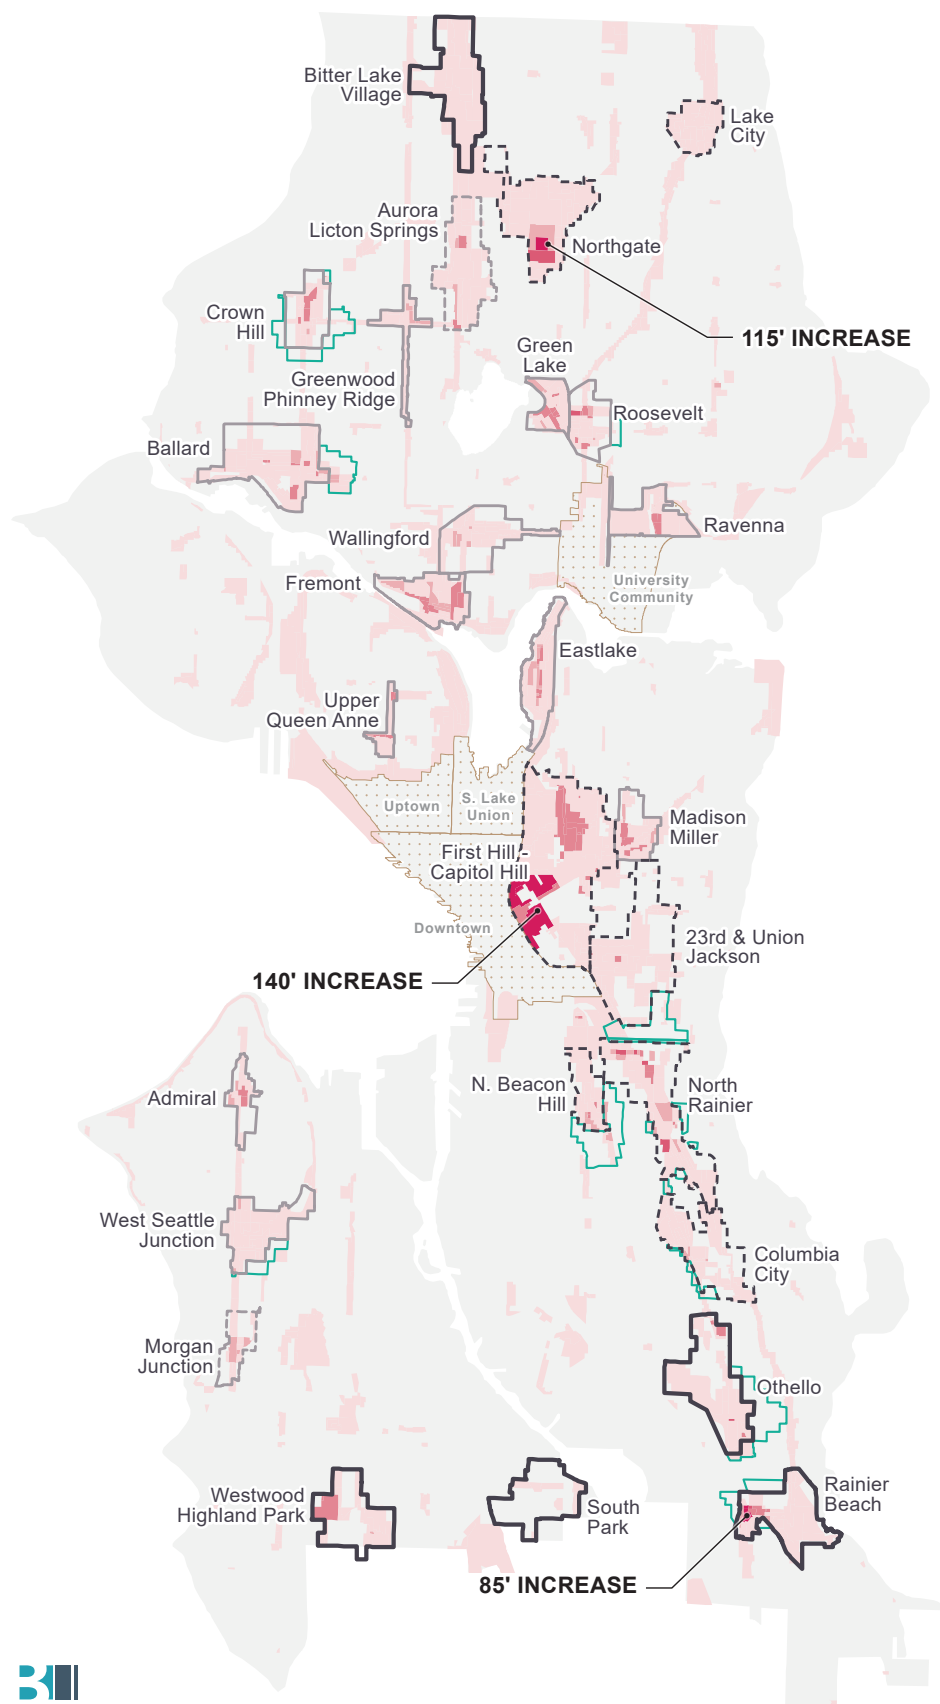 Bitter Lake
Village
Lake
City
Aurora
Licton Springs
Northgate
Crown
Hill
115' INCREASE
Green
Lake
Greenwood
Phinney Ridge
Roosevelt
Ballard
Ravenna
Wallingford
Fremont
University
Community
Eastlake
Upper
Queen Anne
Uptown
S. Lake
Union
Madison
Miller
First Hill -
Capitol Hill
Downtown
23rd & Union
Jackson
140' INCREASE
N. Beacon
Hill
North
Rainier
Admiral
West Seattle
Junction
Columbia
City
Morgan
Junction
Othello
Westwood
Highland Park
South
Park
Rainier
Beach
85' INCREASE